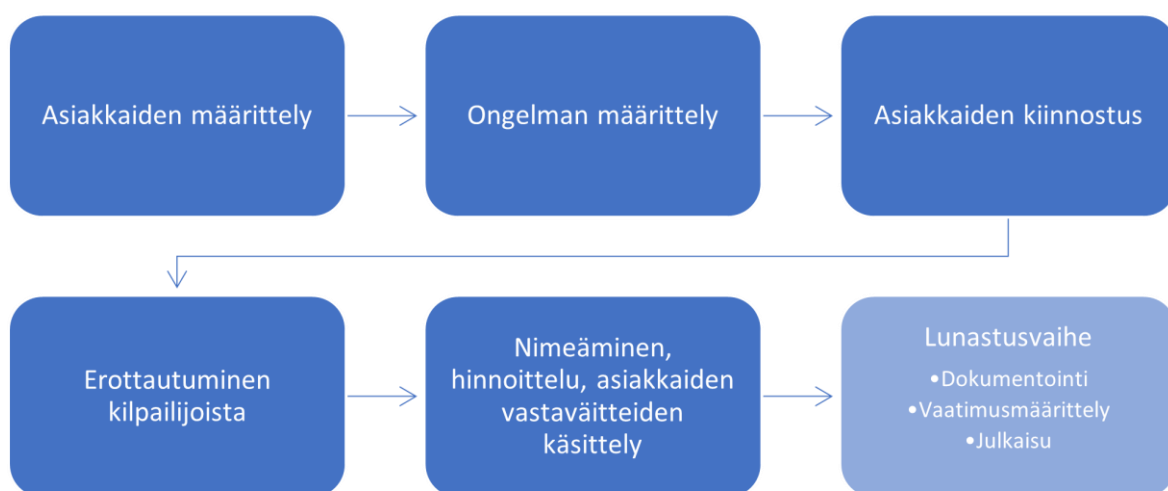 Asiakkaiden määrittely
Ongelman määrittely
Asiakkaiden kiinnostus
Erottautuminen
kilpailijoista
Nimeäminen,
hinnoittelu, asiakkaiden
vastaväitteiden
käsittely
Lunastusvaihe
•Dokumentointi
•Vaatimusmäärittely
•Julkaisu